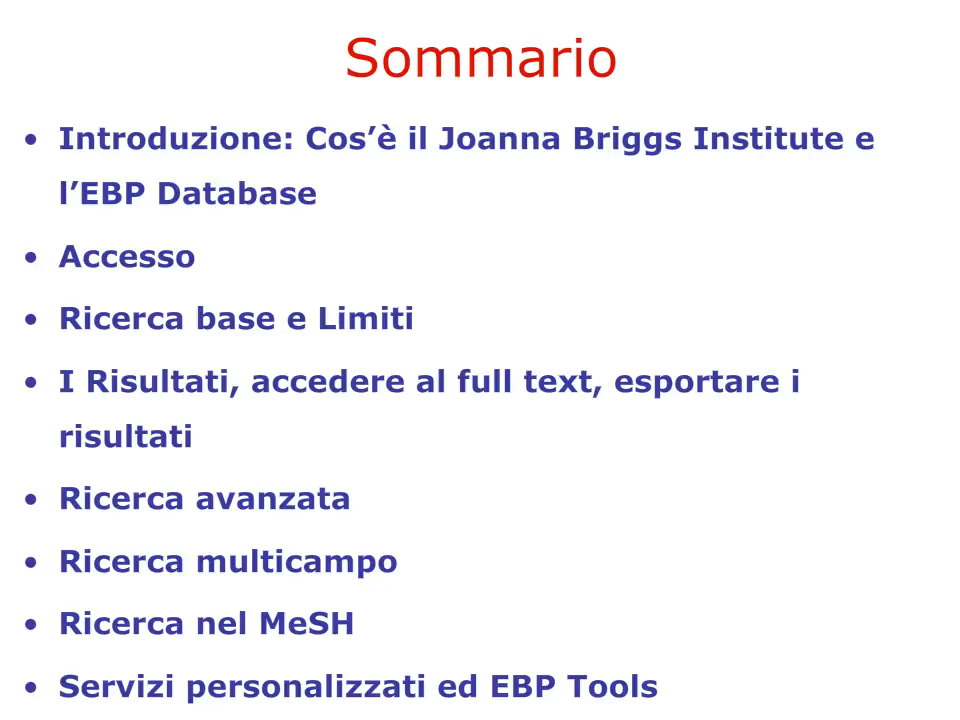 Sommario
• Introduzione: Cos’è il Joanna Briggs Institute e
l’EBP Database
• Accesso
• Ricerca base e Limiti
• I Risultati, accedere al full text, esportare i
risultati
• Ricerca avanzata
• Ricerca multicampo
• Ricerca nel MeSH
• Servizi personalizzati ed EBP Tools